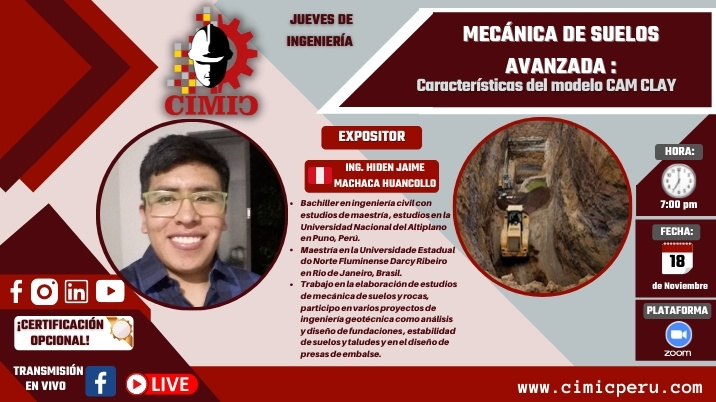 JUEVES DE
INGENIERÍA
CIMIC
MECÁNICA DE SUELOS
AVANZADA :
Características del modelo CAM CLAY
EXPOSITOR
ING. HIDEN JAIME
MACHACA HUANCOLLO
• Bachiller en ingeniería civil con
estudios de maestría , estudios en la
Universidad Nacional del Altiplano
en Puno, Perú.
• Maestría en la Universidade Estadual
do Norte Fluminense Darcy Ribeiro
en Rio de Janeiro, Brasil.
• Trabajo en la elaboración de estudios
de mecánica de suelos y rocas,
participo en varios proyectos de
ingeniería geotécnica como análisis
y diseño de fundaciones , estabilidad
de suelos y taludes y en el diseño de
presas de embalse.
HORA:
7:00 pm
FECHA:
18
de Noviembre
PLATAFORMA
zoom
¡CERTIFICACIÓN
OPCIONAL!
TRANSMISIÓN
EN VIVO
LIVE
www.cimicperu.com/